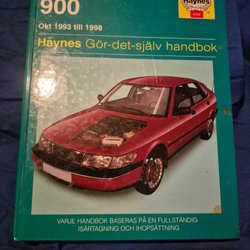 900
Haynes
Okt 1993 till 1998
Haynes Gör-det-själv handbok
VARJE HANDBOK BASERAS PÅ EN FULLSTÄNDIG
ISÄRTAGNING OCH IHOPSÄTTNING